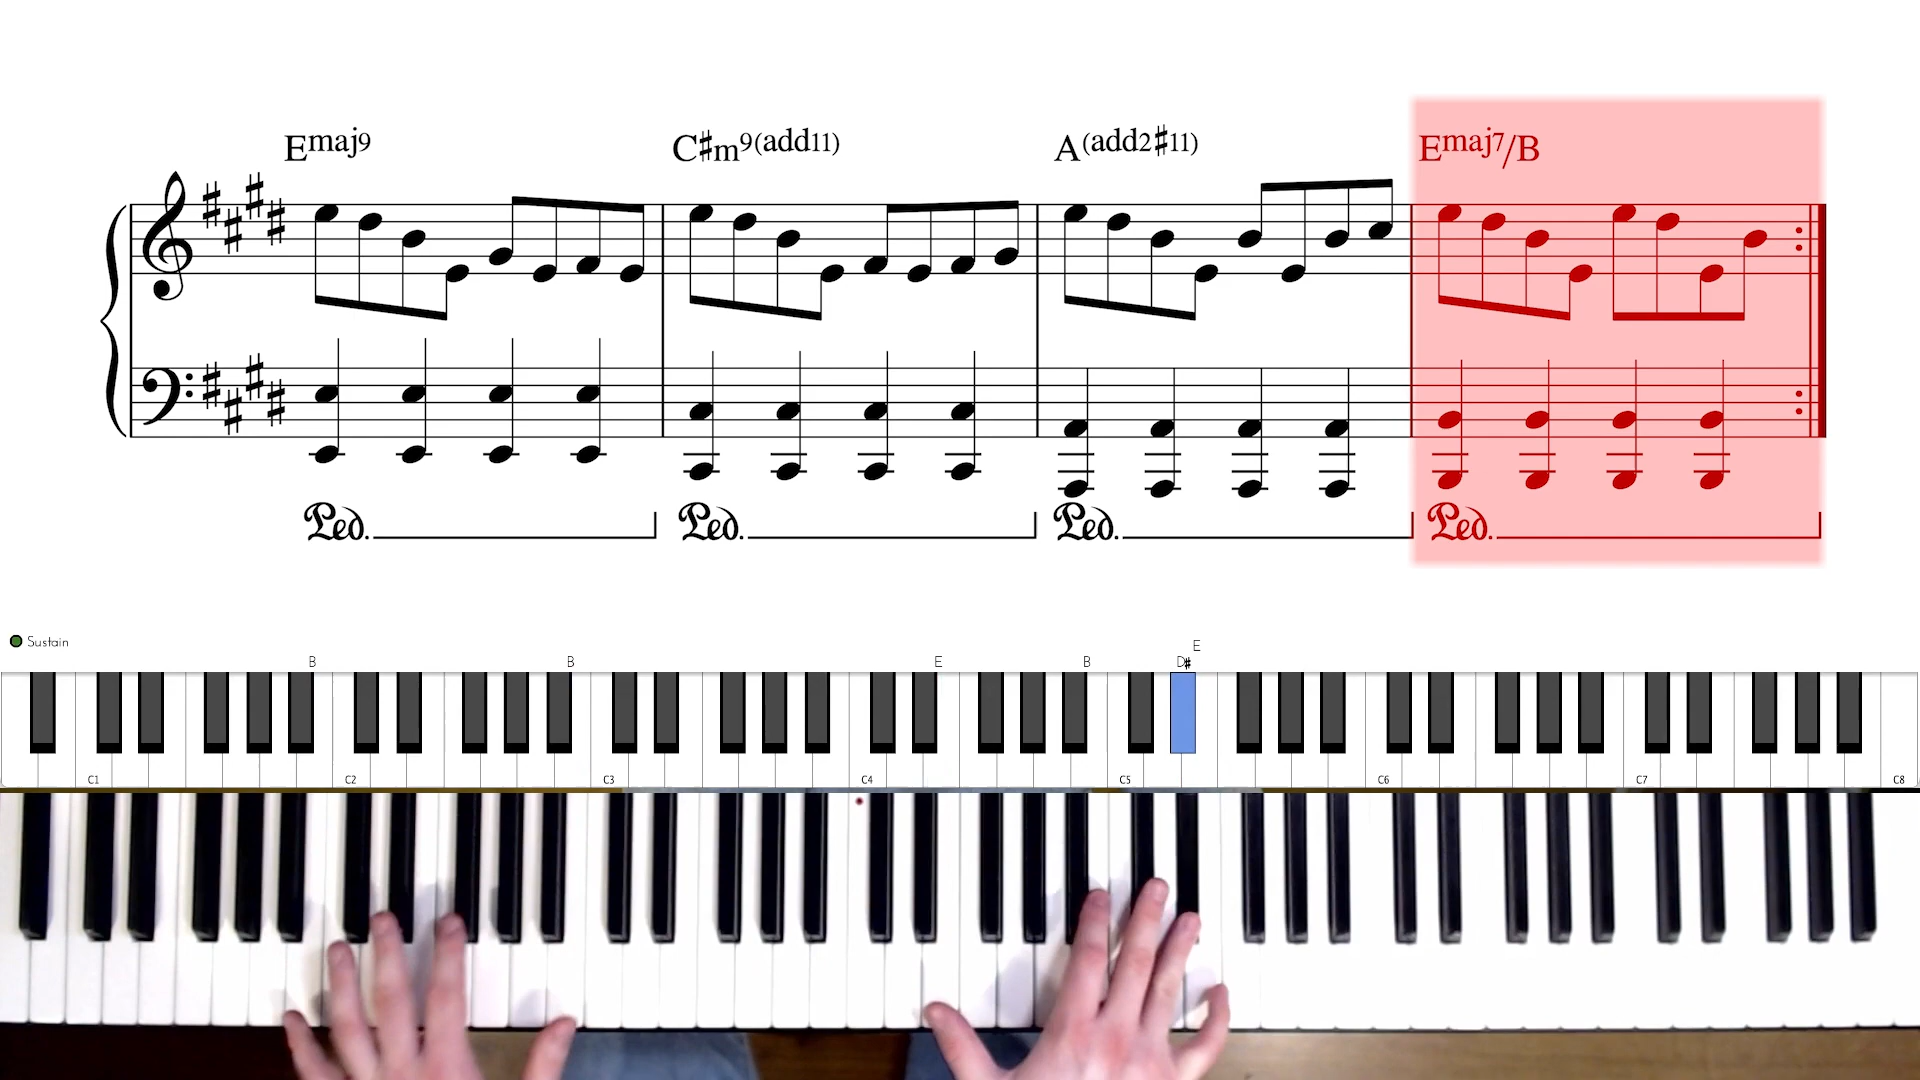 Emaj9 C♯m9(add11) A(add2♯11) Emaj7/B
Ped. Ped. Ped. Ped.
Sustain
E
B B E B D♯
C1 C2 C3 C4 C5 C6 C7 C8